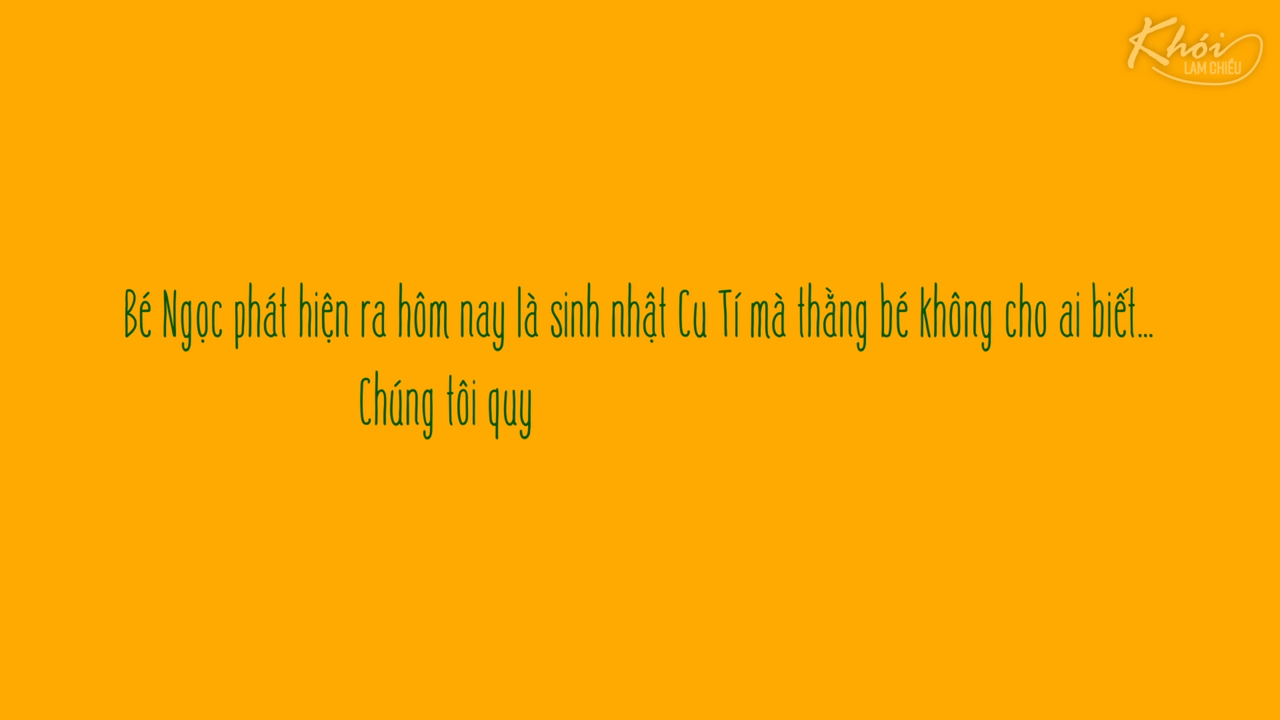 Khói
LAM CHIỀU
Bé Ngọc phát hiện ra hôm nay là sinh nhật Cu Tí mà thằng bé không cho ai biết...
Chúng tôi quy